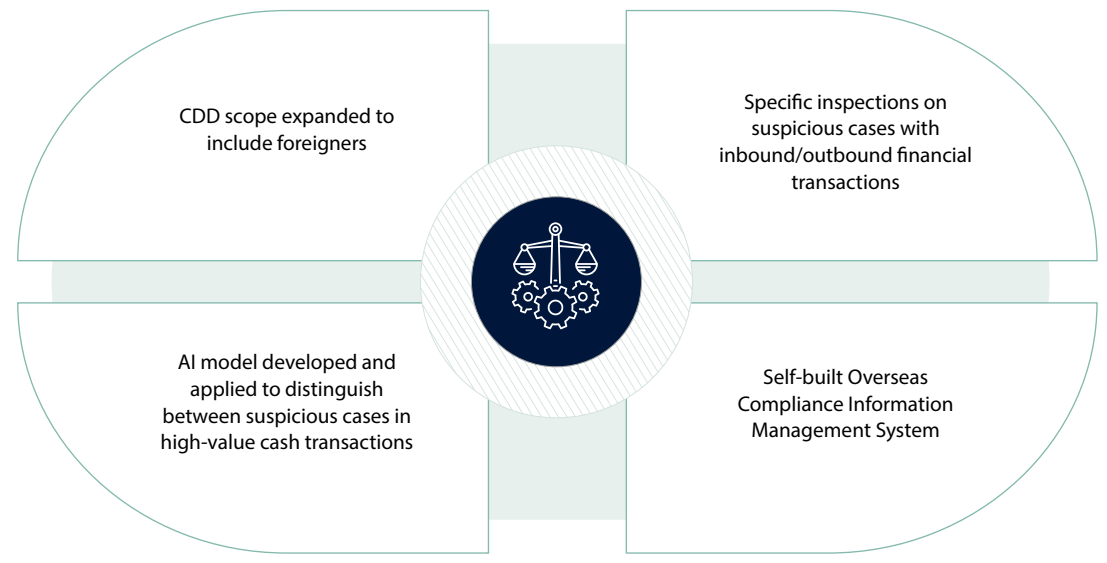 CDD scope expanded to
include foreigners
Specific inspections on
suspicious cases with
inbound/outbound financial
transactions
AI model developed and
applied to distinguish
between suspicious cases in
high-value cash transactions
Self-built Overseas
Compliance Information
Management System